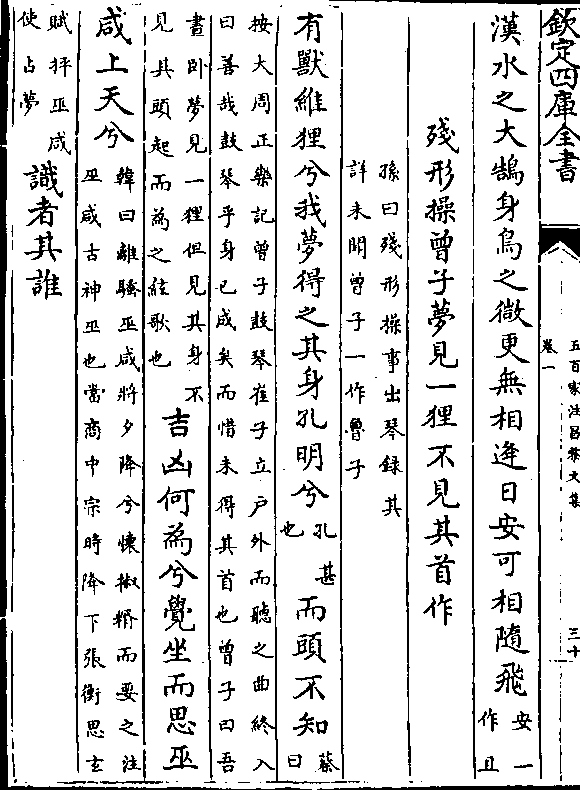 欽定四庫全書
五百家注昌黎文集
卷一
三十
漢水之大鵠身烏之微更無相逢日安可相隨飛安一
作且
殘形操曾子夢見一狸不見其首作
孫曰殘形操事出琴錄其
詳未聞曾子一作魯子
有獸維狸兮我夢得之其身孔明兮孔甚
也而頭不知蔡
曰
按大周正樂記曾子鼓琴崔子立户外而聽之曲終入
曰善哉鼓琴乎身已成矣而惜未得其首也曾子曰吾
晝卧夢見一狸但見其身不
見其頭起而為之絃歌也吉凶何為兮覺坐而思巫
咸上天兮韓曰離騷巫咸將夕降兮懷椒糈而要之注
巫咸古神巫也當商中宗時降下張衡思玄
賦抨巫咸
使占夢識者其誰